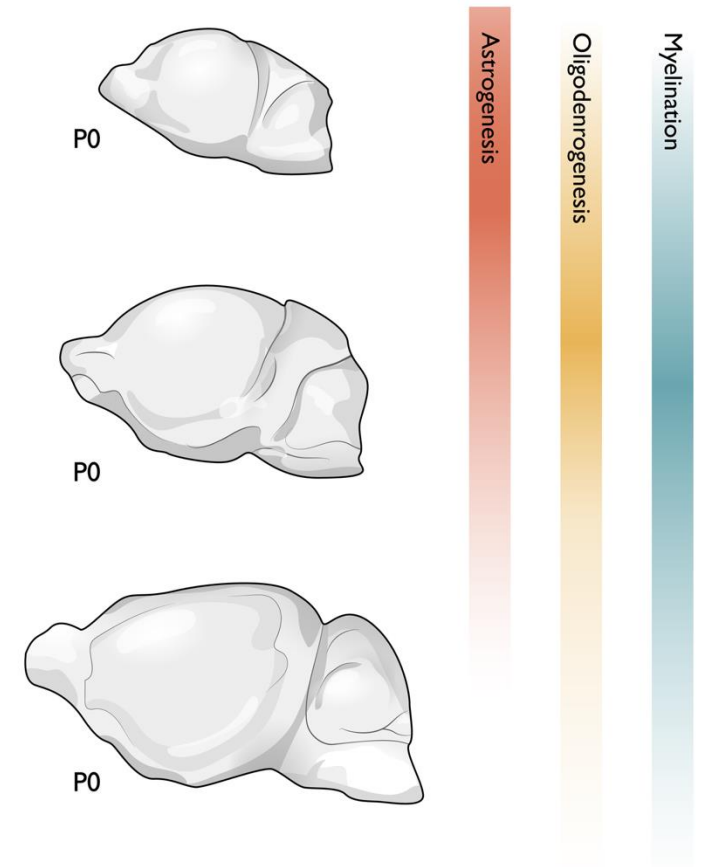 P0
P0
P0
Astrogenesis
Oligodenrogenesis
Myelination